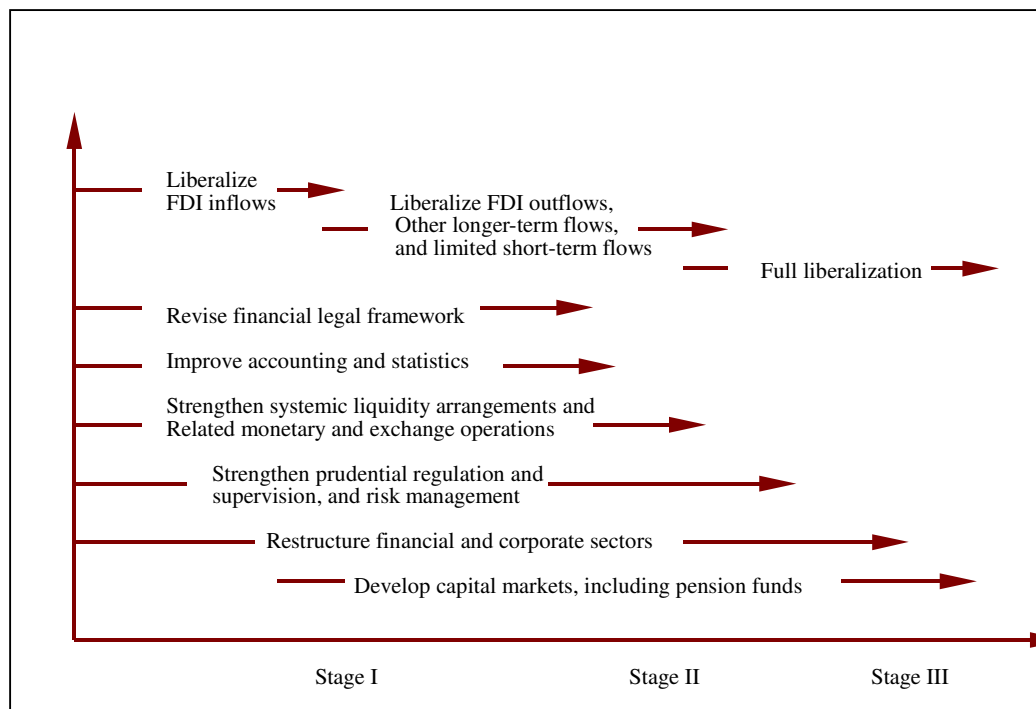 Liberalize
FDI inflows
Liberalize FDI outflows,
Other longer-term flows,
and limited short-term flows
Full liberalization
Revise financial legal framework
Improve accounting and statistics
Strengthen systemic liquidity arrangements and
Related monetary and exchange operations
Strengthen prudential regulation and
supervision, and risk management
Restructure financial and corporate sectors
Develop capital markets, including pension funds
Stage I
Stage II
Stage III